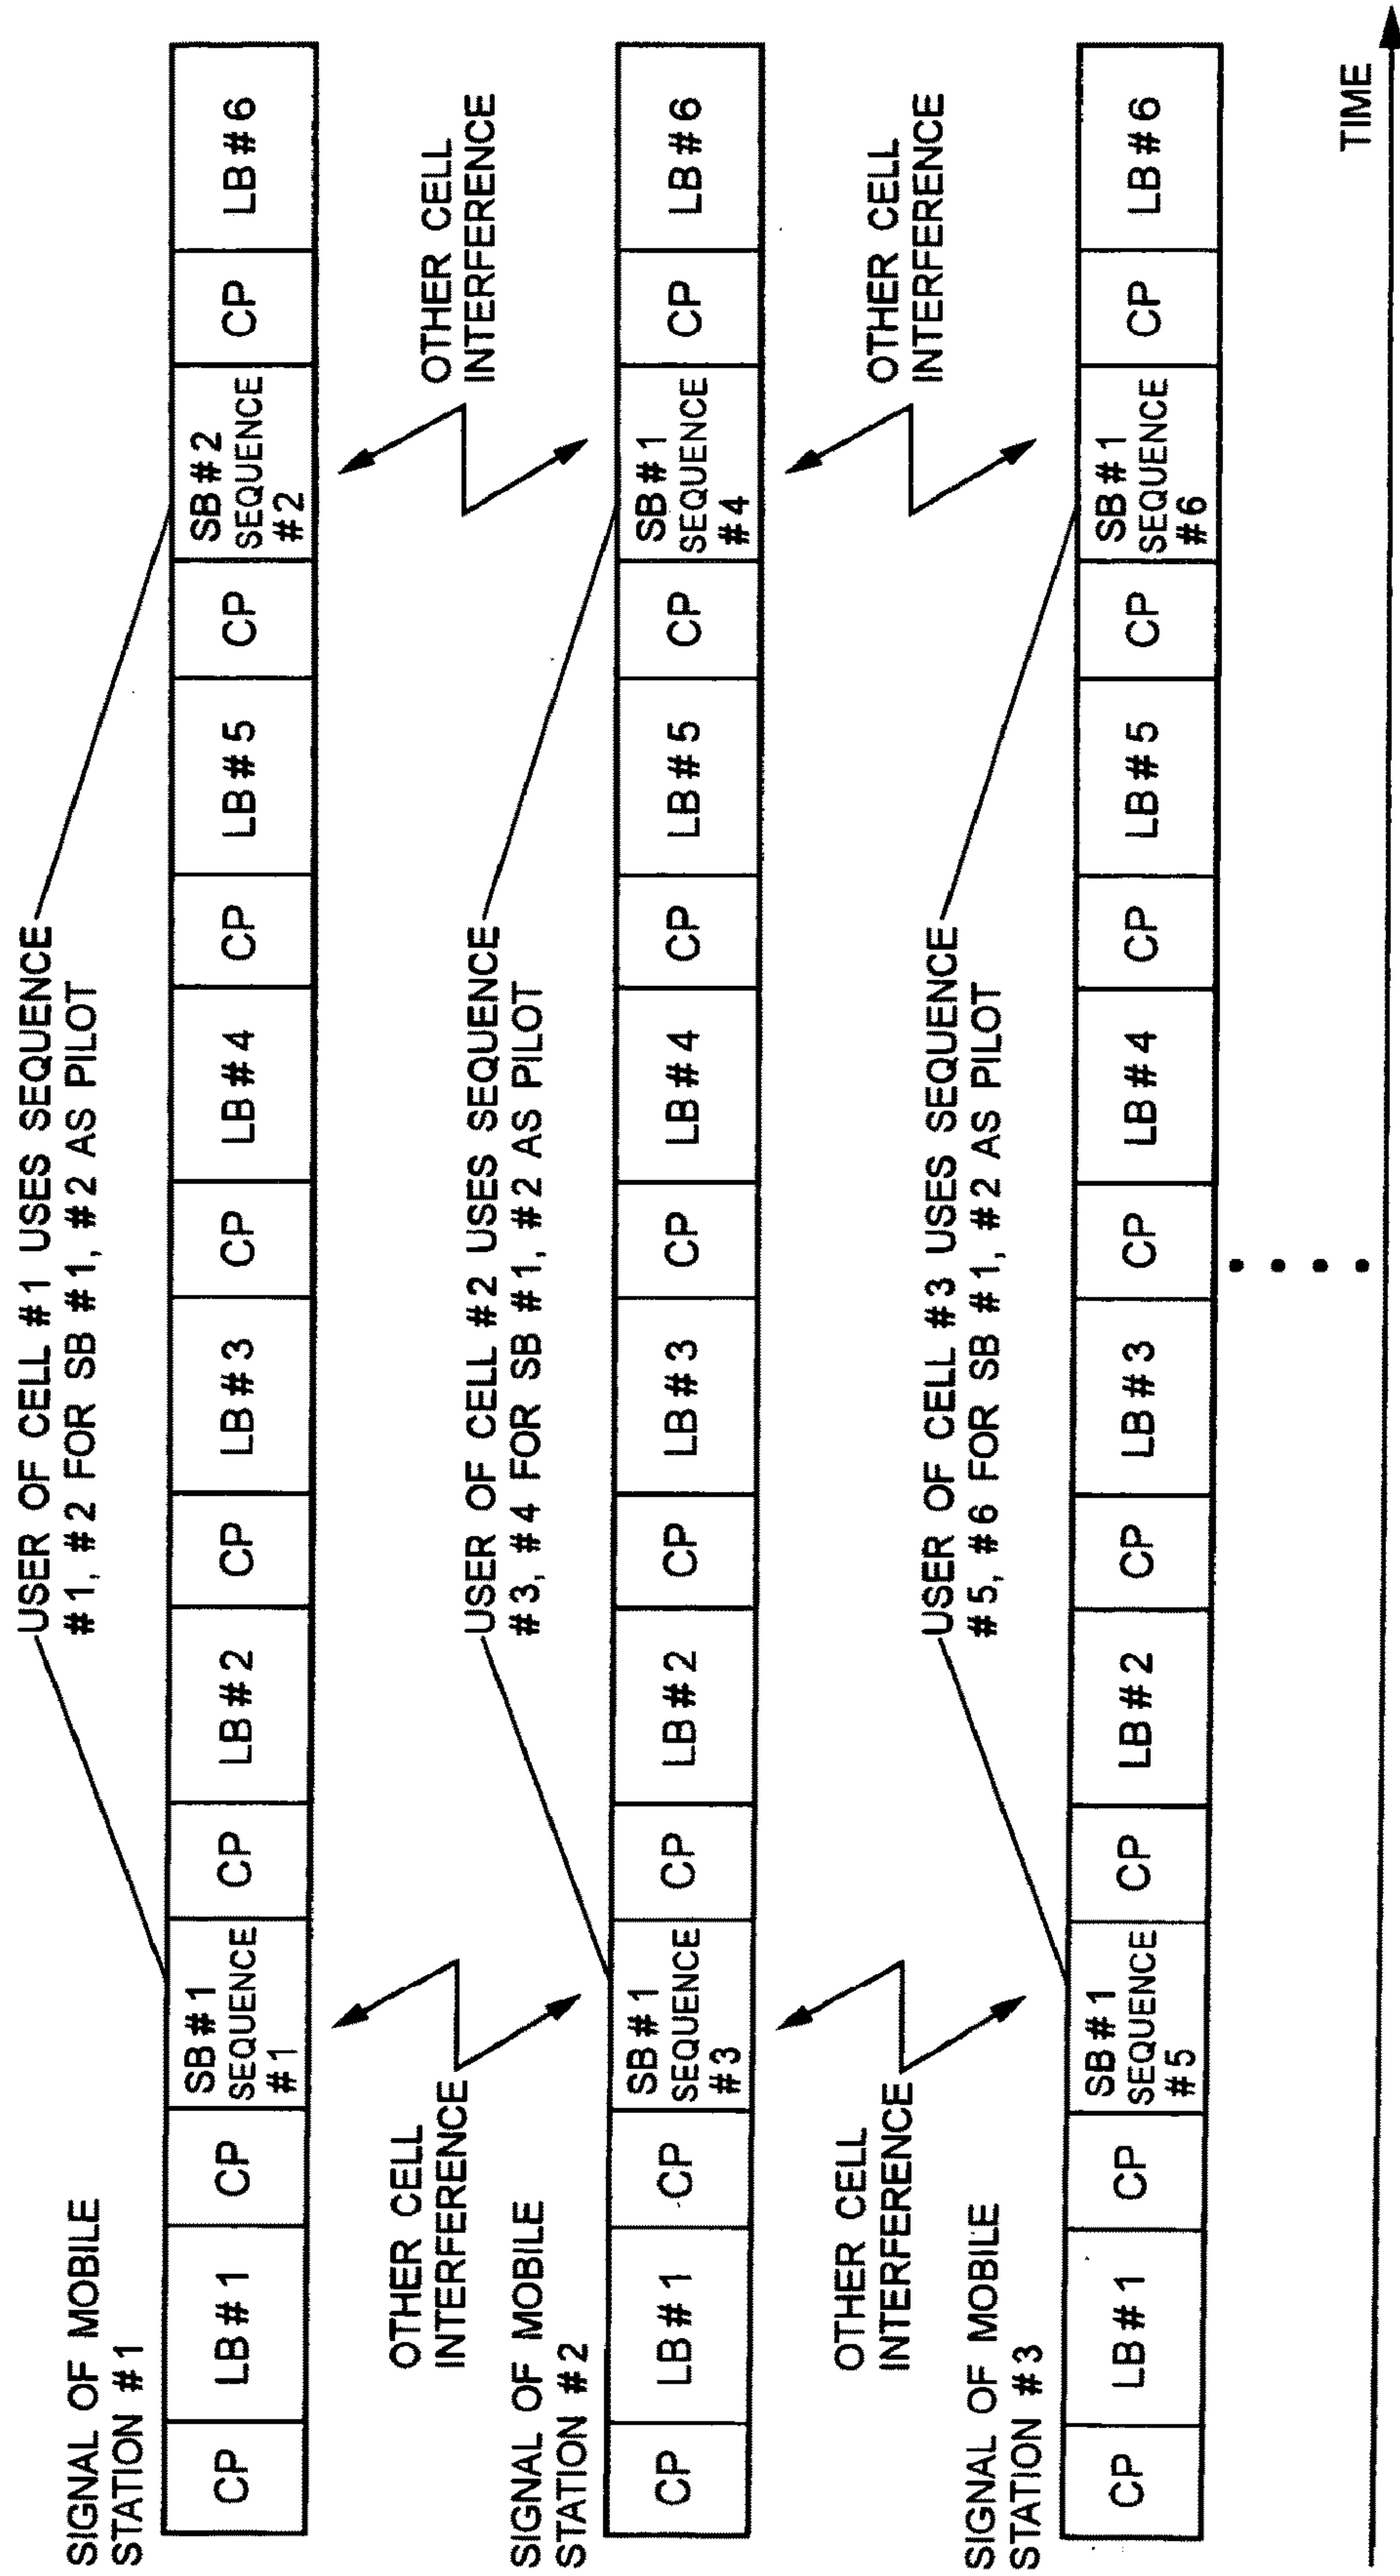 USER OF CELL #1 USES SEQUENCE
#1, #2 FOR SB #1, #2 AS PILOT
SIGNAL OF MOBILE
STATION #1
CP
LB#1
CP
SB#1
SEQUENCE
#1
CP
LB#2
CP
LB#3
CP
LB#4
CP
LB#5
CP
SB#2
SEQUENCE
#2
CP
LB#6
OTHER CELL
INTERFERENCE
OTHER CELL
INTERFERENCE
USER OF CELL #2 USES SEQUENCE
#3, #4 FOR SB #1, #2 AS PILOT
SIGNAL OF MOBILE
STATION #2
CP
LB#1
CP
SB#1
SEQUENCE
#3
CP
LB#2
CP
LB#3
CP
LB#4
CP
LB#5
CP
SB#1
SEQUENCE
#4
CP
LB#6
OTHER CELL
INTERFERENCE
OTHER CELL
INTERFERENCE
USER OF CELL #3 USES SEQUENCE
#5, #6 FOR SB #1, #2 AS PILOT
SIGNAL OF MOBILE
STATION #3
CP
LB#1
CP
SB#1
SEQUENCE
#5
CP
LB#2
CP
LB#3
CP
LB#4
CP
LB#5
CP
SB#1
SEQUENCE
#6
CP
LB#6
TIME